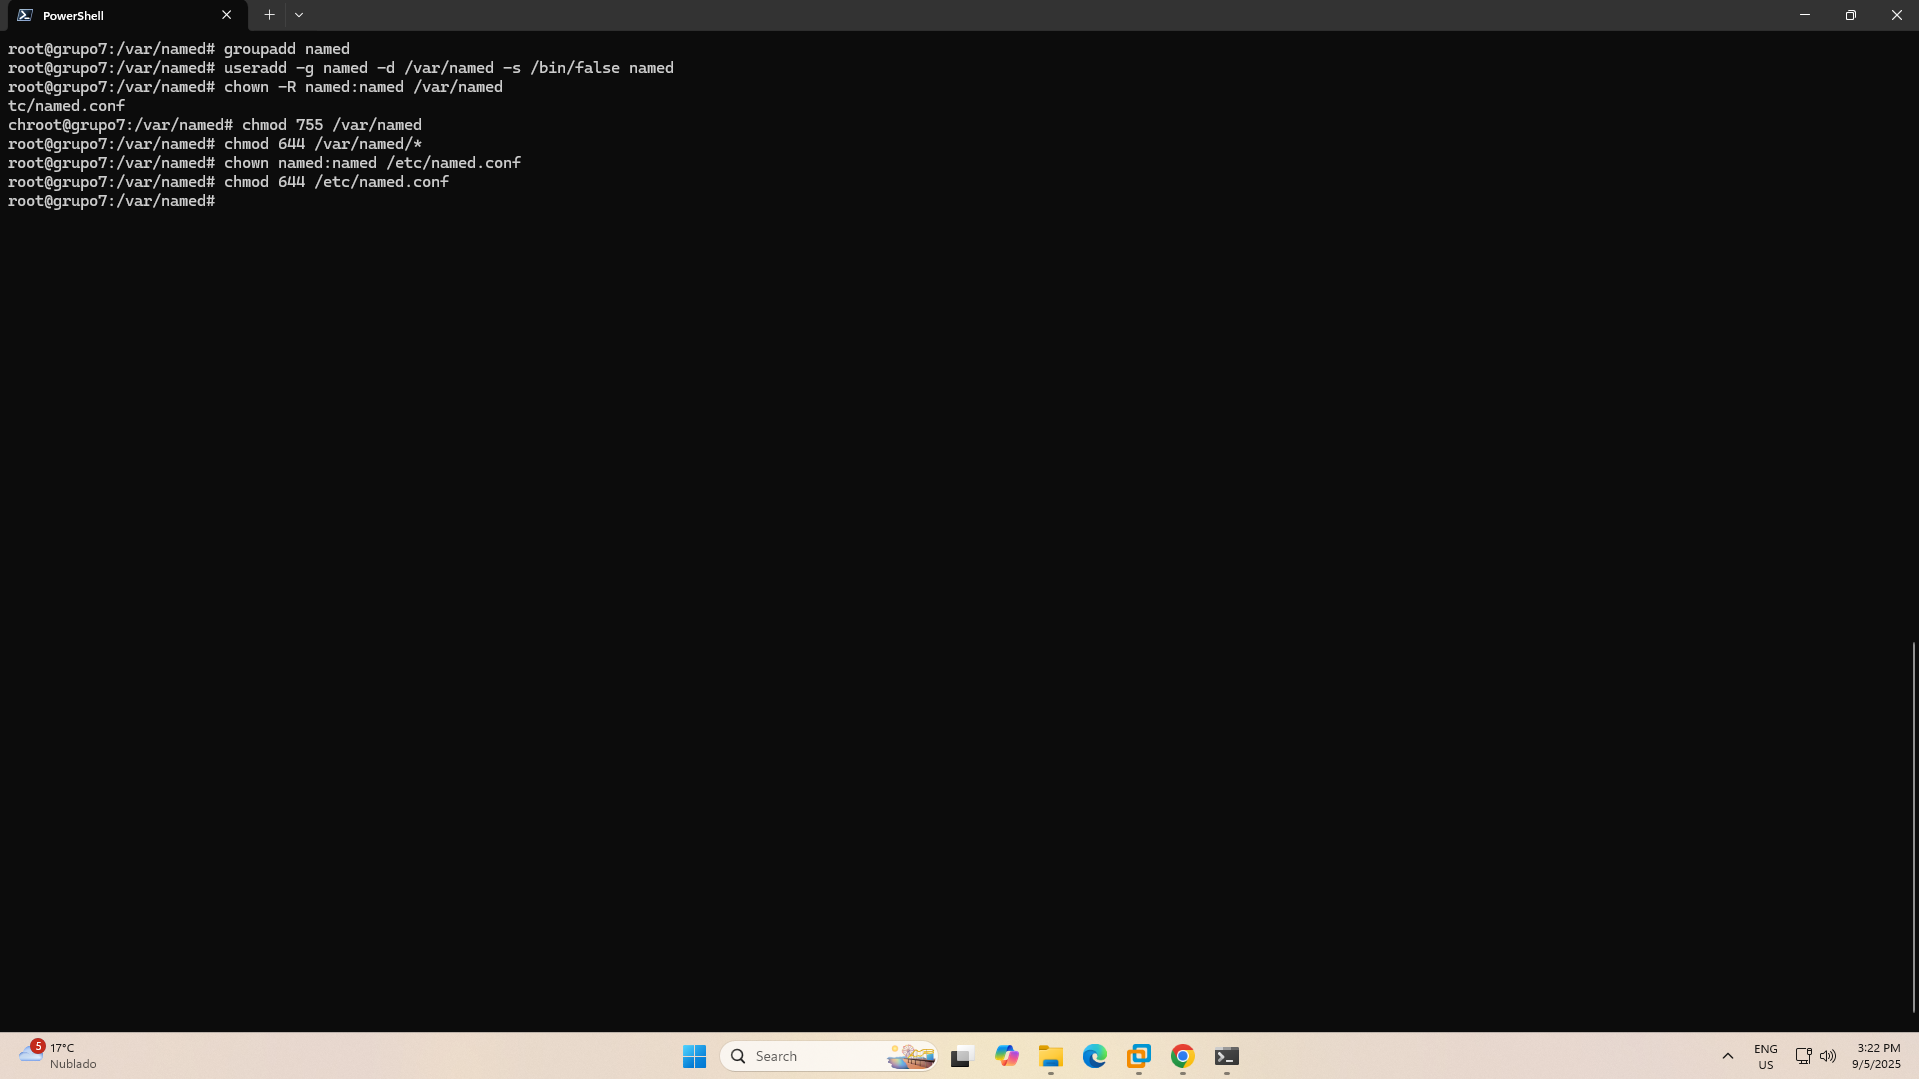 PowerShell
root@grupo7:/var/named# groupadd named
root@grupo7:/var/named# useradd -g named -d /var/named -s /bin/false named
root@grupo7:/var/named# chown -R named:named /var/named
tc/named.conf
chroot@grupo7:/var/named# chmod 755 /var/named
root@grupo7:/var/named# chmod 644 /var/named/*
root@grupo7:/var/named# chown named:named /etc/named.conf
root@grupo7:/var/named# chmod 644 /etc/named.conf
root@grupo7:/var/named#
5
17°C
Nublado
Search
ENG
US
3:22 PM
9/5/2025